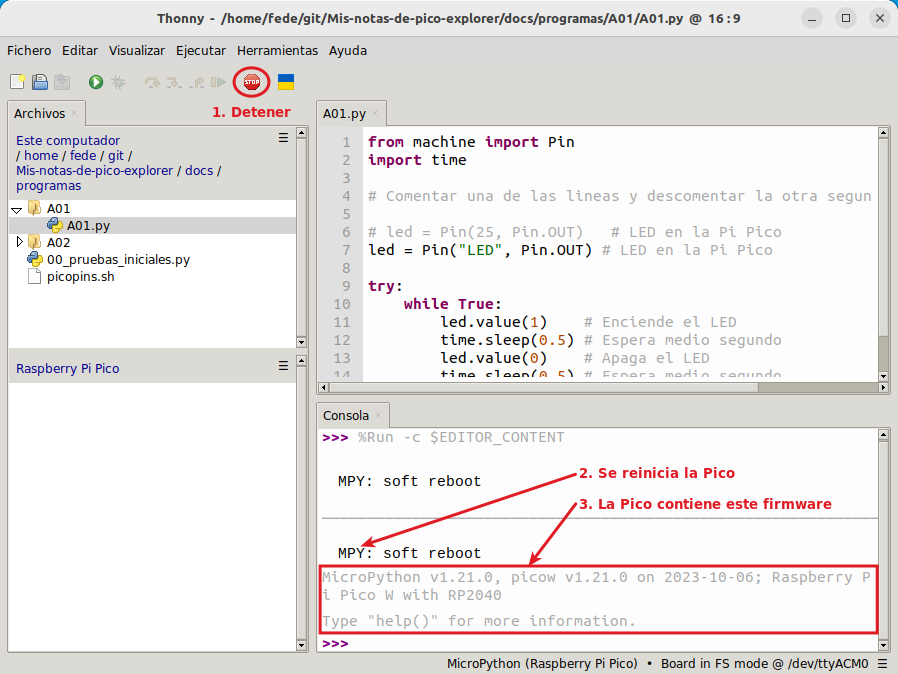 Thonny - /home/fede/git/Mis-notas-de-pico-explorer/docs/programas/A01/A01.py @ 16 : 9
Fichero Editar Visualizar Ejecutar Herramientas Ayuda
STOP
1. Detener
Archivos
Este computador
/ home / fede / git /
Mis-notas-de-pico-explorer / docs /
programas
A01
A01.py
A02
00_pruebas_iniciales.py
picopins.sh
Raspberry Pi Pico
A01.py
1 from machine import Pin
2 import time
3
4 # Comentar una de las lineas y descomentar la otra segun
5
6 # led = Pin(25, Pin.OUT)   # LED en la Pi Pico
7 led = Pin("LED", Pin.OUT) # LED en la Pi Pico
8
9 try:
10     while True:
11         led.value(1)    # Enciende el LED
12         time.sleep(0.5) # Espera medio segundo
13         led.value(0)    # Apaga el LED
14         time.sleep(0.5) # Espera medio segundo
Consola
>>> %Run -c $EDITOR_CONTENT
MPY: soft reboot
2. Se reinicia la Pico
3. La Pico contiene este firmware
MPY: soft reboot
MicroPython v1.21.0, picow v1.21.0 on 2023-10-06; Raspberry P
i Pico W with RP2040
Type "help()" for more information.
>>>
MicroPython (Raspberry Pi Pico) • Board in FS mode @ /dev/ttyACM0